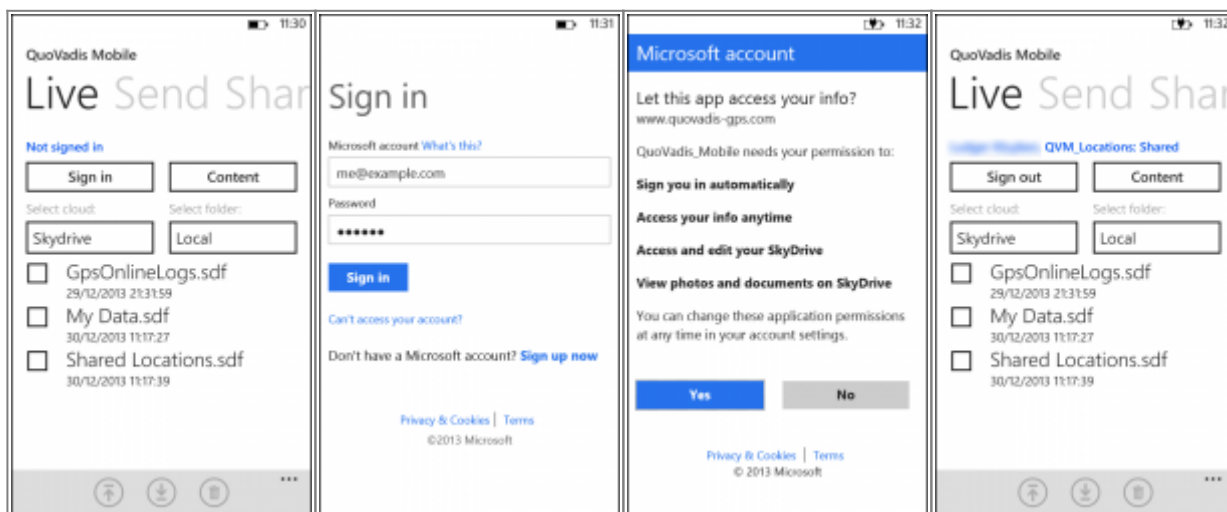 11:30
QuoVadis Mobile
Live Send Shar
Not signed in
Sign in Content
Select cloud: Select folder:
Skydrive Local
GpsOnlineLogs.sdf
29/12/2013 21:31:59
My Data.sdf
30/12/2013 11:17:27
Shared Locations.sdf
30/12/2013 11:17:39
11:31
Sign in
Microsoft account What's this?
me@example.com
Password
Sign in
Can't access your account?
Don't have a Microsoft account? Sign up now
Privacy & Cookies | Terms
©2013 Microsoft
11:32
Microsoft account
Let this app access your info?
www.quovadis-gps.com
QuoVadis_Mobile needs your permission to:
Sign you in automatically
Access your info anytime
Access and edit your SkyDrive
View photos and documents on SkyDrive
You can change these application permissions
at any time in your account settings.
Yes No
Privacy & Cookies | Terms
© 2013 Microsoft
11:32
QuoVadis Mobile
Live Send Shar
QVM_Locations: Shared
Sign out Content
Select cloud: Select folder:
Skydrive Local
GpsOnlineLogs.sdf
29/12/2013 21:31:59
My Data.sdf
30/12/2013 11:17:27
Shared Locations.sdf
30/12/2013 11:17:39